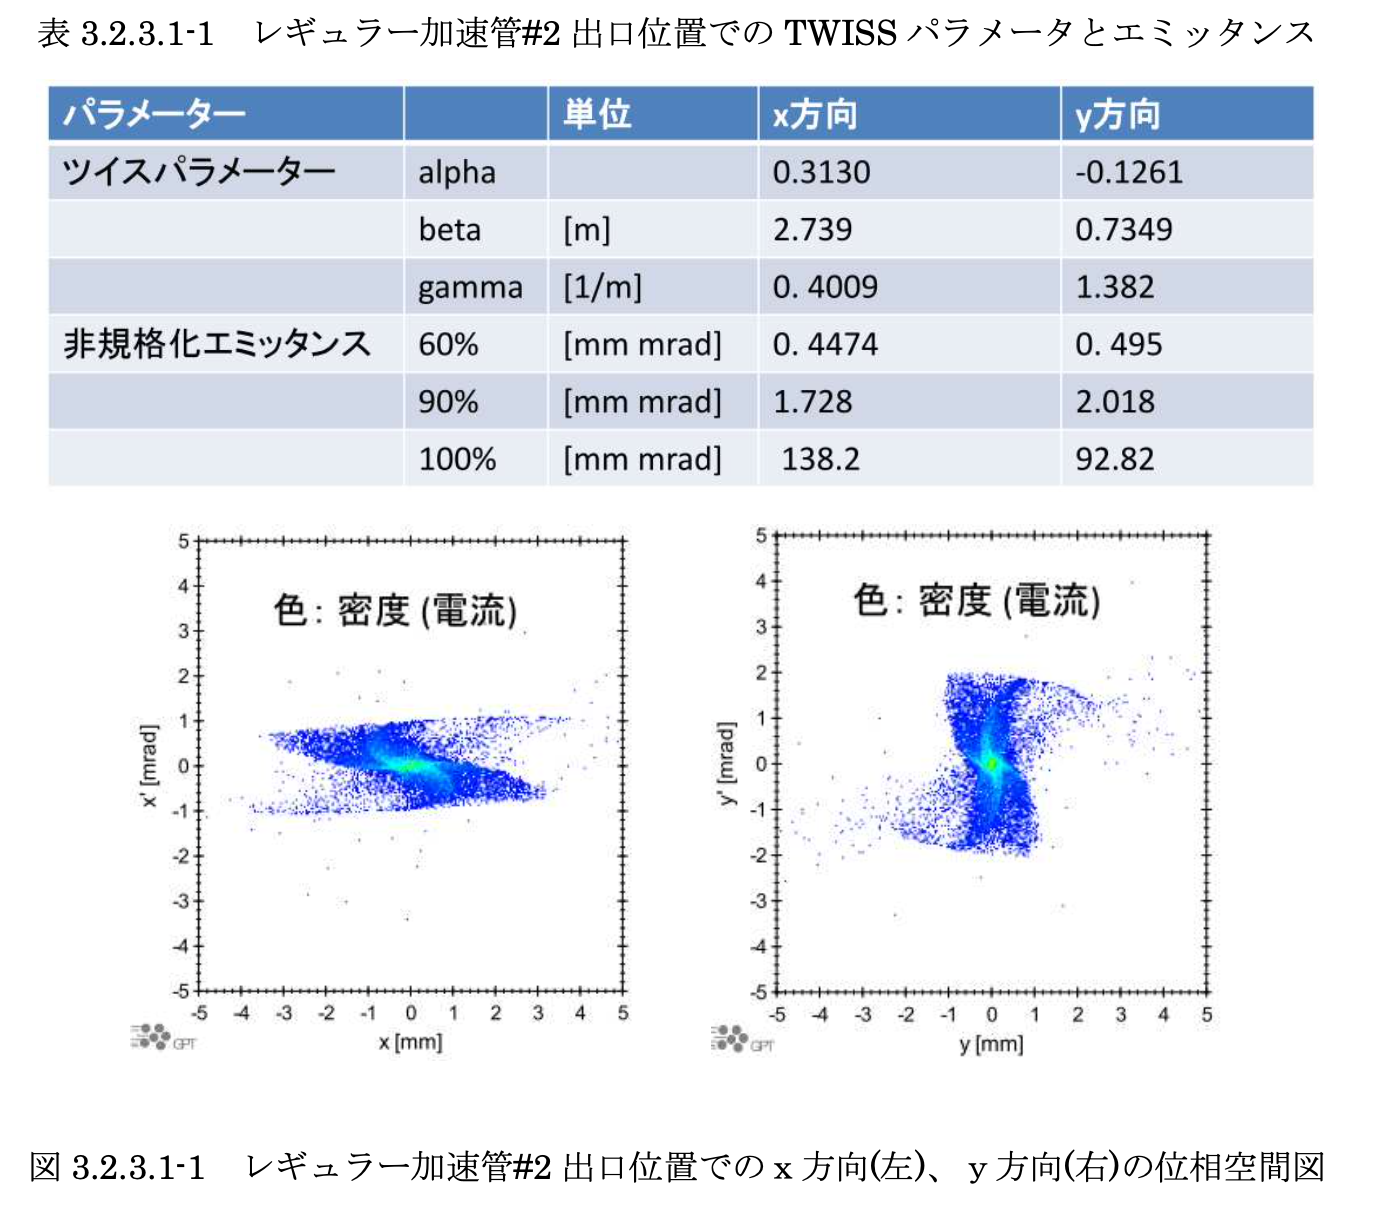 表 3.2.3.1-1 レギュラー加速管#2 出口位置での TWISS パラメータとエミッタンス
パラメーター 単位 x方向 y方向
ツイスパラメーター alpha 0.3130 -0.1261
beta [m] 2.739 0.7349
gamma [1/m] 0. 4009 1.382
非規格化エミッタンス 60% [mm mrad] 0. 4474 0. 495
90% [mm mrad] 1.728 2.018
100% [mm mrad] 138.2 92.82
色: 密度 (電流)
5
4
3
2
1
0
-1
-2
-3
-4
-5
x' [mrad]
-5 -4 -3 -2 -1 0 1 2 3 4 5
x [mm]
GPT
色: 密度 (電流)
5
4
3
2
1
0
-1
-2
-3
-4
-5
y' [mrad]
-5 -4 -3 -2 -1 0 1 2 3 4 5
y [mm]
GPT
図 3.2.3.1-1 レギュラー加速管#2 出口位置での x 方向(左)、 y 方向(右)の位相空間図